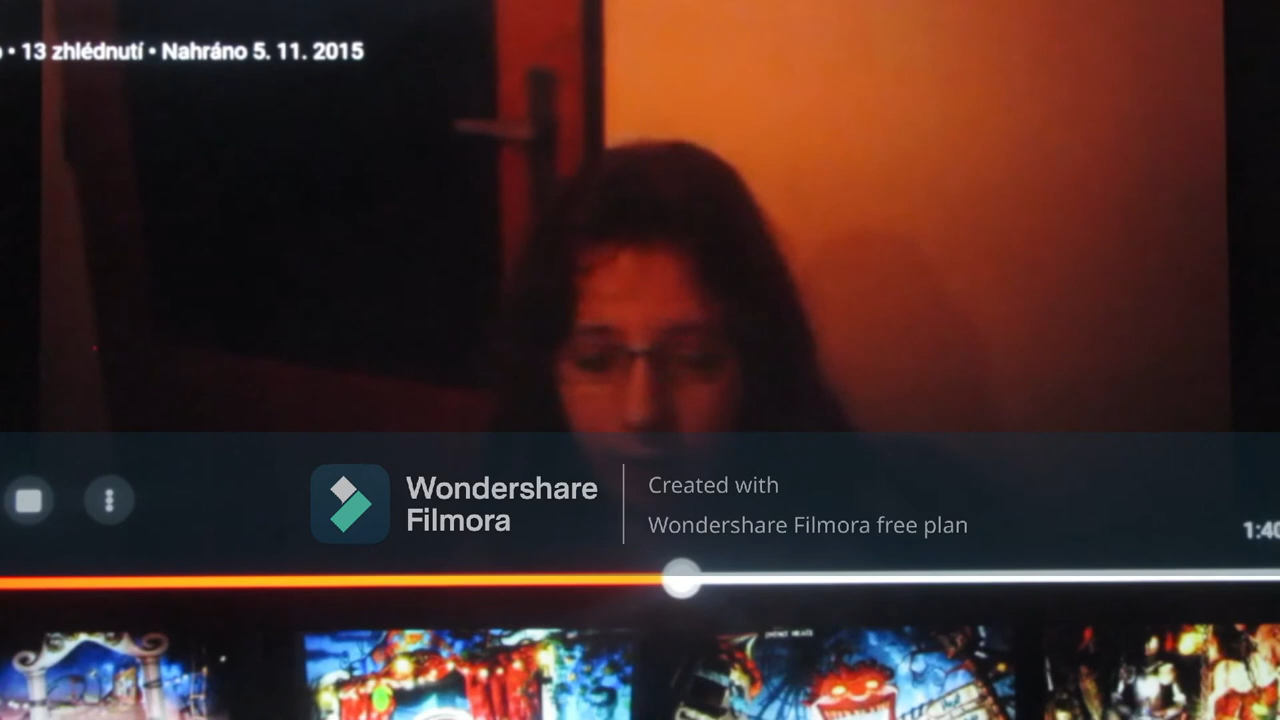 • 13 zhlédnutí • Nahráno 5. 11. 2015
Wondershare
Filmora
Created with
Wondershare Filmora free plan
1:40